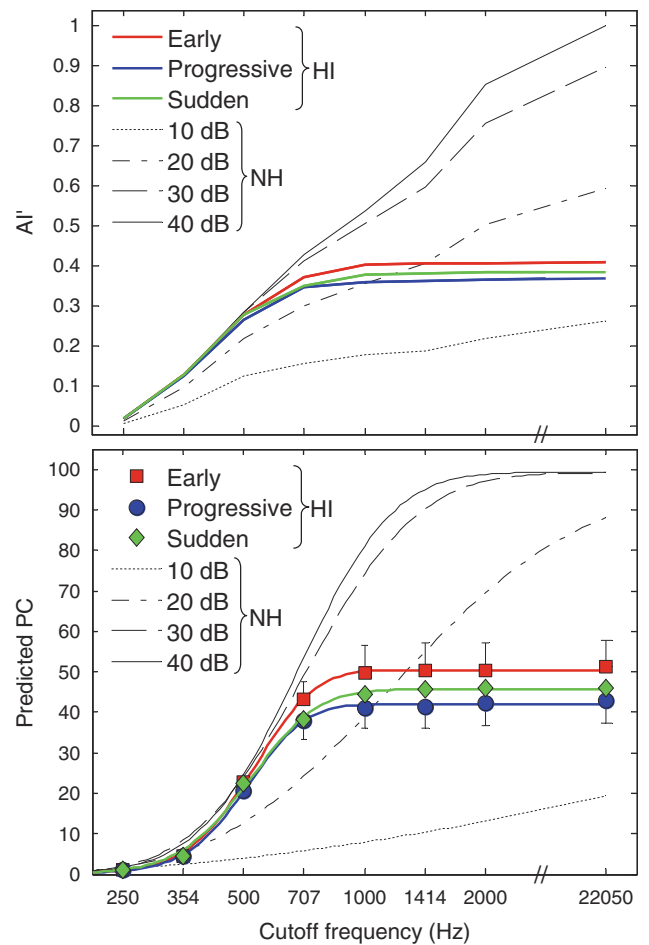 1
0.9
0.8
0.7
0.6
0.5
0.4
0.3
0.2
0.1
0
AI'
Early
Progressive
Sudden
HI
10 dB
20 dB
30 dB
40 dB
NH
//
100
90
80
70
60
50
40
30
20
10
0
Predicted PC
Early
Progressive
Sudden
HI
10 dB
20 dB
30 dB
40 dB
NH
250 354 500 707 1000 1414 2000 // 22050
Cutoff frequency (Hz)